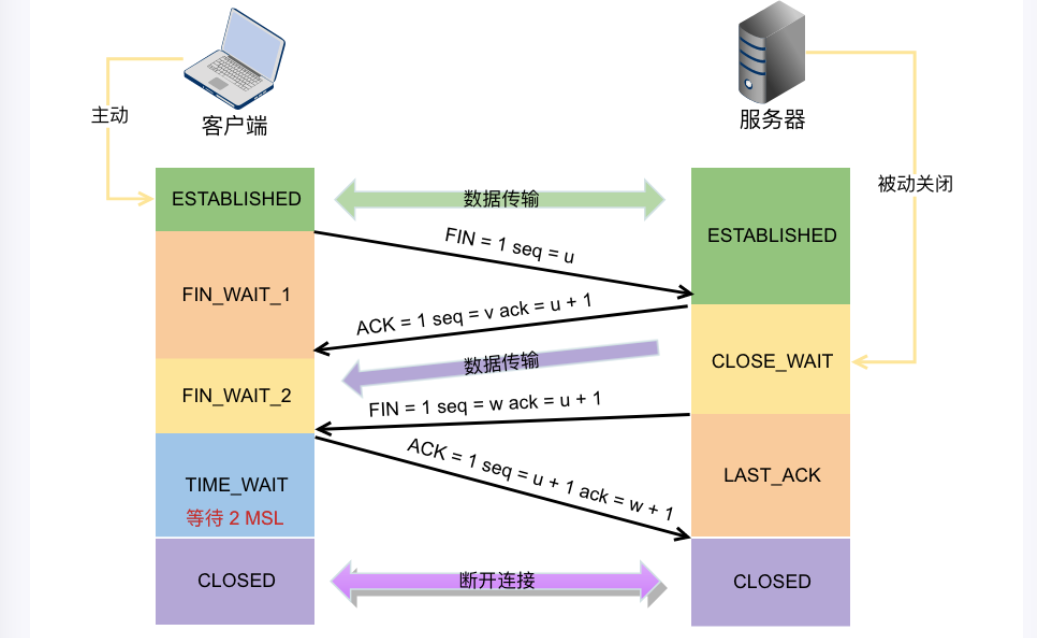 主动
客户端
服务器
被动关闭
ESTABLISHED
数据传输
ESTABLISHED
FIN = 1 seq = u
FIN_WAIT_1
ACK = 1 seq = v ack = u + 1
数据传输
CLOSE_WAIT
FIN_WAIT_2
FIN = 1 seq = w ack = u + 1
ACK = 1 seq = u + 1 ack = w + 1
TIME_WAIT
等待 2 MSL
LAST_ACK
CLOSED
断开连接
CLOSED